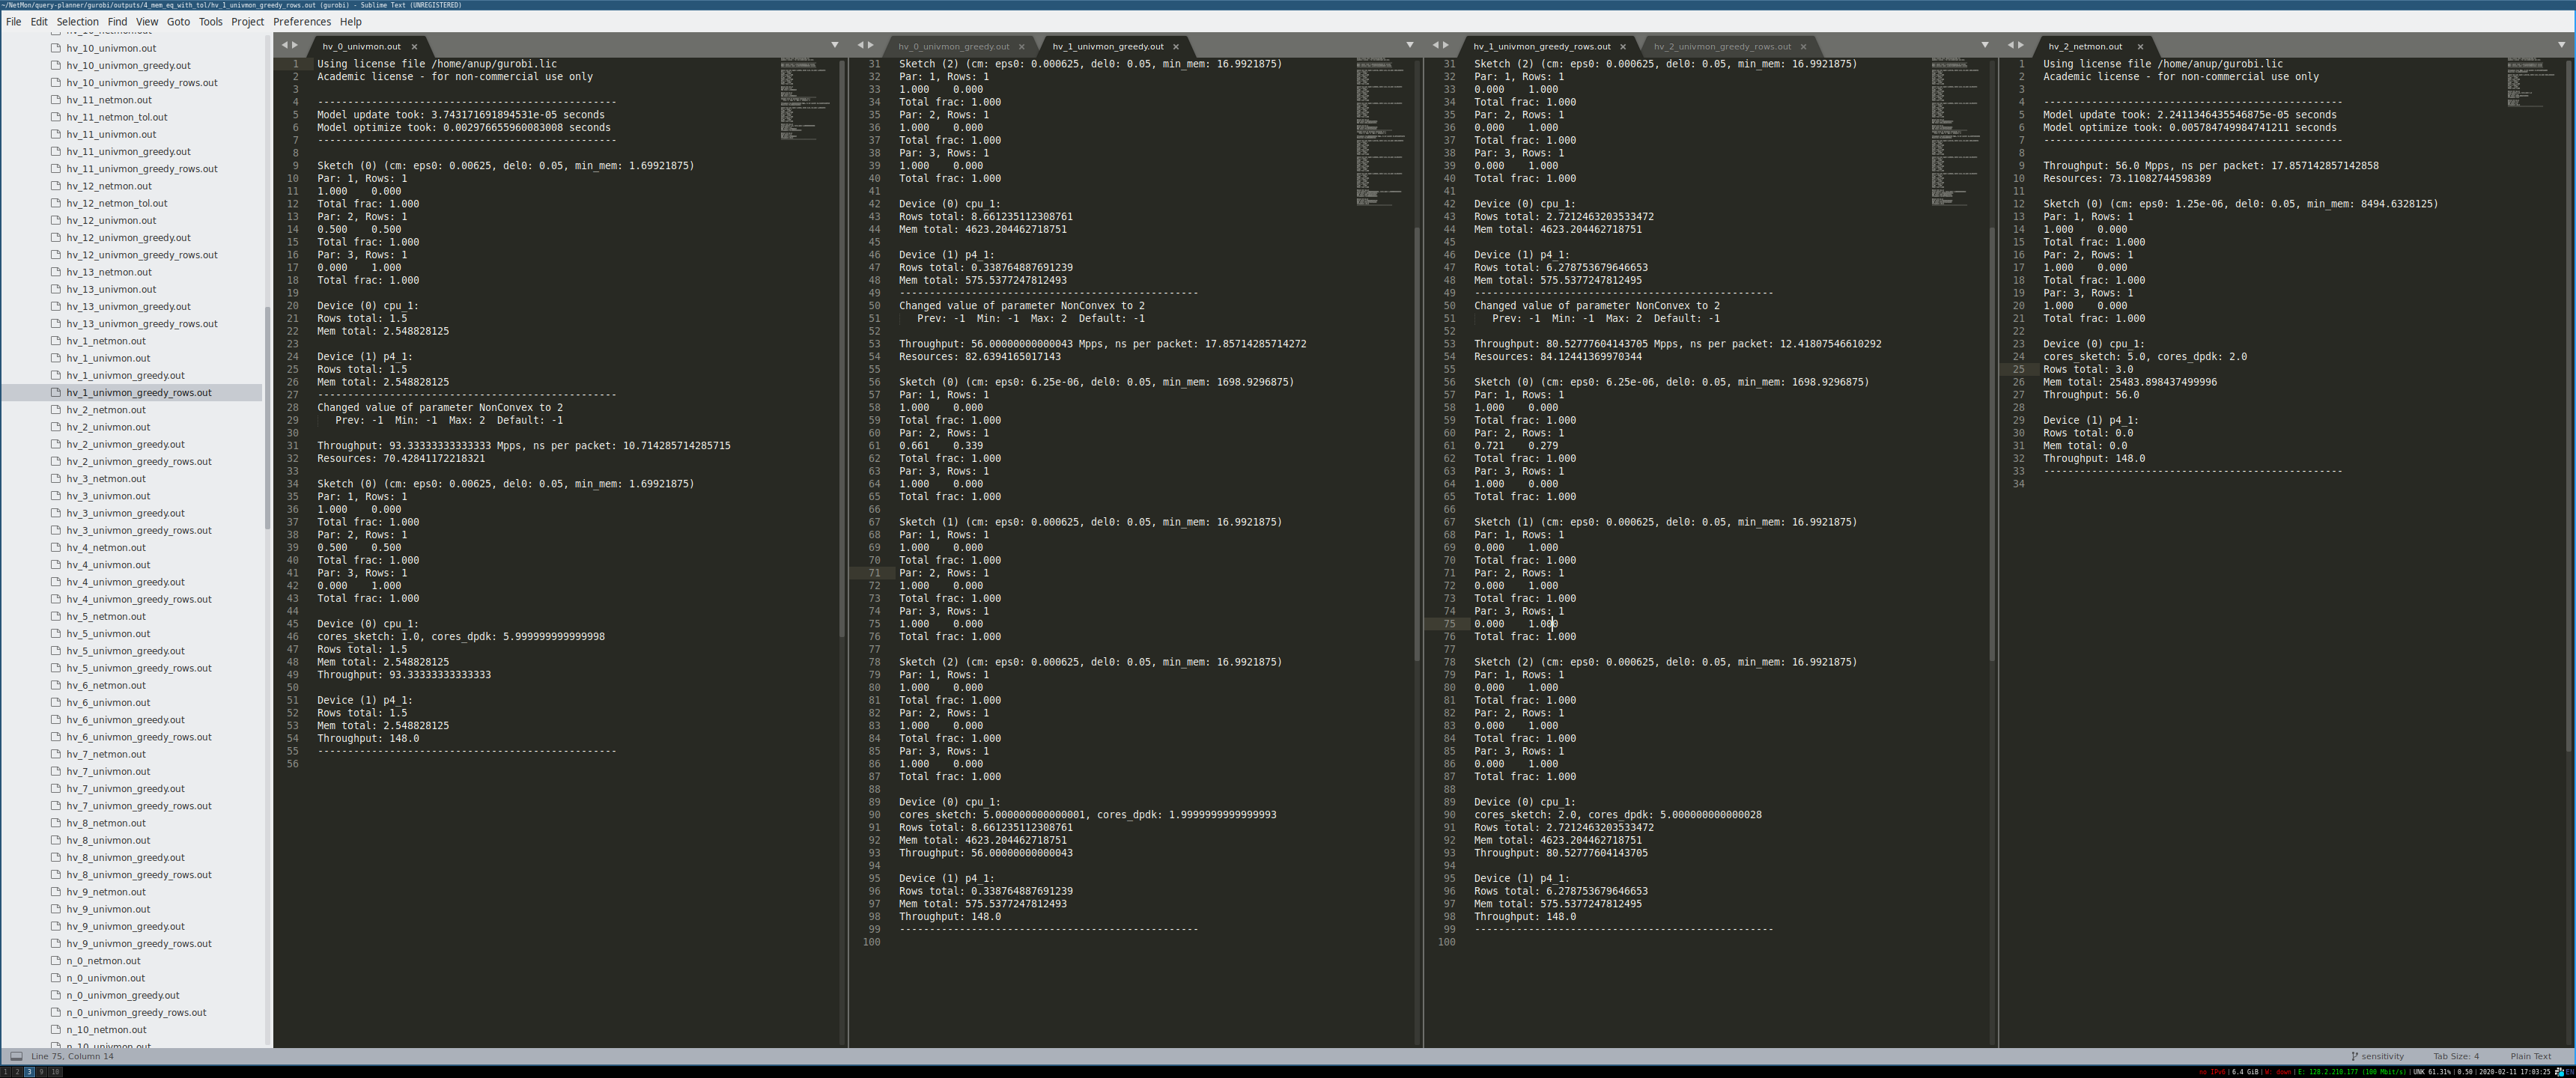 ~/NetMon/query-planner/gurobi/outputs/4_mem_eq_with_tol/hv_1_univmon_greedy_rows.out (gurobi) - Sublime Text (UNREGISTERED)
File Edit Selection Find View Goto Tools Project Preferences Help
hv_10_netmon.out
hv_10_univmon.out
hv_10_univmon_greedy.out
hv_10_univmon_greedy_rows.out
hv_11_netmon.out
hv_11_netmon_tol.out
hv_11_univmon.out
hv_11_univmon_greedy.out
hv_11_univmon_greedy_rows.out
hv_12_netmon.out
hv_12_netmon_tol.out
hv_12_univmon.out
hv_12_univmon_greedy.out
hv_12_univmon_greedy_rows.out
hv_13_netmon.out
hv_13_univmon.out
hv_13_univmon_greedy.out
hv_13_univmon_greedy_rows.out
hv_1_netmon.out
hv_1_univmon.out
hv_1_univmon_greedy.out
hv_1_univmon_greedy_rows.out
hv_2_netmon.out
hv_2_univmon.out
hv_2_univmon_greedy.out
hv_2_univmon_greedy_rows.out
hv_3_netmon.out
hv_3_univmon.out
hv_3_univmon_greedy.out
hv_3_univmon_greedy_rows.out
hv_4_netmon.out
hv_4_univmon.out
hv_4_univmon_greedy.out
hv_4_univmon_greedy_rows.out
hv_5_netmon.out
hv_5_univmon.out
hv_5_univmon_greedy.out
hv_5_univmon_greedy_rows.out
hv_6_netmon.out
hv_6_univmon.out
hv_6_univmon_greedy.out
hv_6_univmon_greedy_rows.out
hv_7_netmon.out
hv_7_univmon.out
hv_7_univmon_greedy.out
hv_7_univmon_greedy_rows.out
hv_8_netmon.out
hv_8_univmon.out
hv_8_univmon_greedy.out
hv_8_univmon_greedy_rows.out
hv_9_netmon.out
hv_9_univmon.out
hv_9_univmon_greedy.out
hv_9_univmon_greedy_rows.out
n_0_netmon.out
n_0_univmon.out
n_0_univmon_greedy.out
n_0_univmon_greedy_rows.out
n_10_netmon.out
n_10_univmon.out
hv_0_univmon.out ×
1 Using license file /home/anup/gurobi.lic
2 Academic license - for non-commercial use only
3
4 --------------------------------------------------
5 Model update took: 3.743171691894531e-05 seconds
6 Model optimize took: 0.002976655960083008 seconds
7 --------------------------------------------------
8
9 Sketch (0) (cm: eps0: 0.00625, del0: 0.05, min_mem: 1.69921875)
10 Par: 1, Rows: 1
11 1.000 0.000
12 Total frac: 1.000
13 Par: 2, Rows: 1
14 0.500 0.500
15 Total frac: 1.000
16 Par: 3, Rows: 1
17 0.000 1.000
18 Total frac: 1.000
19
20 Device (0) cpu_1:
21 Rows total: 1.5
22 Mem total: 2.548828125
23
24 Device (1) p4_1:
25 Rows total: 1.5
26 Mem total: 2.548828125
27 --------------------------------------------------
28 Changed value of parameter NonConvex to 2
29 Prev: -1 Min: -1 Max: 2 Default: -1
30
31 Throughput: 93.33333333333333 Mpps, ns per packet: 10.714285714285715
32 Resources: 70.42841172218321
33
34 Sketch (0) (cm: eps0: 0.00625, del0: 0.05, min_mem: 1.69921875)
35 Par: 1, Rows: 1
36 1.000 0.000
37 Total frac: 1.000
38 Par: 2, Rows: 1
39 0.500 0.500
40 Total frac: 1.000
41 Par: 3, Rows: 1
42 0.000 1.000
43 Total frac: 1.000
44
45 Device (0) cpu_1:
46 cores_sketch: 1.0, cores_dpdk: 5.999999999999998
47 Rows total: 1.5
48 Mem total: 2.548828125
49 Throughput: 93.33333333333333
50
51 Device (1) p4_1:
52 Rows total: 1.5
53 Mem total: 2.548828125
54 Throughput: 148.0
55 --------------------------------------------------
56
hv_0_univmon_greedy.out × hv_1_univmon_greedy.out ×
31 Sketch (2) (cm: eps0: 0.000625, del0: 0.05, min_mem: 16.9921875)
32 Par: 1, Rows: 1
33 1.000 0.000
34 Total frac: 1.000
35 Par: 2, Rows: 1
36 1.000 0.000
37 Total frac: 1.000
38 Par: 3, Rows: 1
39 1.000 0.000
40 Total frac: 1.000
41
42 Device (0) cpu_1:
43 Rows total: 8.661235112308761
44 Mem total: 4623.204462718751
45
46 Device (1) p4_1:
47 Rows total: 0.338764887691239
48 Mem total: 575.5377247812493
49 --------------------------------------------------
50 Changed value of parameter NonConvex to 2
51 Prev: -1 Min: -1 Max: 2 Default: -1
52
53 Throughput: 56.00000000000043 Mpps, ns per packet: 17.85714285714272
54 Resources: 82.6394165017143
55
56 Sketch (0) (cm: eps0: 6.25e-06, del0: 0.05, min_mem: 1698.9296875)
57 Par: 1, Rows: 1
58 1.000 0.000
59 Total frac: 1.000
60 Par: 2, Rows: 1
61 0.661 0.339
62 Total frac: 1.000
63 Par: 3, Rows: 1
64 1.000 0.000
65 Total frac: 1.000
66
67 Sketch (1) (cm: eps0: 0.000625, del0: 0.05, min_mem: 16.9921875)
68 Par: 1, Rows: 1
69 1.000 0.000
70 Total frac: 1.000
71 Par: 2, Rows: 1
72 1.000 0.000
73 Total frac: 1.000
74 Par: 3, Rows: 1
75 1.000 0.000
76 Total frac: 1.000
77
78 Sketch (2) (cm: eps0: 0.000625, del0: 0.05, min_mem: 16.9921875)
79 Par: 1, Rows: 1
80 1.000 0.000
81 Total frac: 1.000
82 Par: 2, Rows: 1
83 1.000 0.000
84 Total frac: 1.000
85 Par: 3, Rows: 1
86 1.000 0.000
87 Total frac: 1.000
88
89 Device (0) cpu_1:
90 cores_sketch: 5.000000000000001, cores_dpdk: 1.9999999999999993
91 Rows total: 8.661235112308761
92 Mem total: 4623.204462718751
93 Throughput: 56.00000000000043
94
95 Device (1) p4_1:
96 Rows total: 0.338764887691239
97 Mem total: 575.5377247812493
98 Throughput: 148.0
99 --------------------------------------------------
100
hv_1_univmon_greedy_rows.out × hv_2_univmon_greedy_rows.out ×
31 Sketch (2) (cm: eps0: 0.000625, del0: 0.05, min_mem: 16.9921875)
32 Par: 1, Rows: 1
33 0.000 1.000
34 Total frac: 1.000
35 Par: 2, Rows: 1
36 0.000 1.000
37 Total frac: 1.000
38 Par: 3, Rows: 1
39 0.000 1.000
40 Total frac: 1.000
41
42 Device (0) cpu_1:
43 Rows total: 2.7212463203533472
44 Mem total: 4623.204462718751
45
46 Device (1) p4_1:
47 Rows total: 6.278753679646653
48 Mem total: 575.5377247812495
49 --------------------------------------------------
50 Changed value of parameter NonConvex to 2
51 Prev: -1 Min: -1 Max: 2 Default: -1
52
53 Throughput: 80.52777604143705 Mpps, ns per packet: 12.41807546610292
54 Resources: 84.12441369970344
55
56 Sketch (0) (cm: eps0: 6.25e-06, del0: 0.05, min_mem: 1698.9296875)
57 Par: 1, Rows: 1
58 1.000 0.000
59 Total frac: 1.000
60 Par: 2, Rows: 1
61 0.721 0.279
62 Total frac: 1.000
63 Par: 3, Rows: 1
64 1.000 0.000
65 Total frac: 1.000
66
67 Sketch (1) (cm: eps0: 0.000625, del0: 0.05, min_mem: 16.9921875)
68 Par: 1, Rows: 1
69 0.000 1.000
70 Total frac: 1.000
71 Par: 2, Rows: 1
72 0.000 1.000
73 Total frac: 1.000
74 Par: 3, Rows: 1
75 0.000 1.000
76 Total frac: 1.000
77
78 Sketch (2) (cm: eps0: 0.000625, del0: 0.05, min_mem: 16.9921875)
79 Par: 1, Rows: 1
80 0.000 1.000
81 Total frac: 1.000
82 Par: 2, Rows: 1
83 0.000 1.000
84 Total frac: 1.000
85 Par: 3, Rows: 1
86 0.000 1.000
87 Total frac: 1.000
88
89 Device (0) cpu_1:
90 cores_sketch: 2.0, cores_dpdk: 5.000000000000028
91 Rows total: 2.7212463203533472
92 Mem total: 4623.204462718751
93 Throughput: 80.52777604143705
94
95 Device (1) p4_1:
96 Rows total: 6.278753679646653
97 Mem total: 575.5377247812495
98 Throughput: 148.0
99 --------------------------------------------------
100
hv_2_netmon.out ×
1 Using license file /home/anup/gurobi.lic
2 Academic license - for non-commercial use only
3
4 --------------------------------------------------
5 Model update took: 2.2411346435546875e-05 seconds
6 Model optimize took: 0.005784749984741211 seconds
7 --------------------------------------------------
8
9 Throughput: 56.0 Mpps, ns per packet: 17.857142857142858
10 Resources: 73.11082744598389
11
12 Sketch (0) (cm: eps0: 1.25e-06, del0: 0.05, min_mem: 8494.6328125)
13 Par: 1, Rows: 1
14 1.000 0.000
15 Total frac: 1.000
16 Par: 2, Rows: 1
17 1.000 0.000
18 Total frac: 1.000
19 Par: 3, Rows: 1
20 1.000 0.000
21 Total frac: 1.000
22
23 Device (0) cpu_1:
24 cores_sketch: 5.0, cores_dpdk: 2.0
25 Rows total: 3.0
26 Mem total: 25483.898437499996
27 Throughput: 56.0
28
29 Device (1) p4_1:
30 Rows total: 0.0
31 Mem total: 0.0
32 Throughput: 148.0
33 --------------------------------------------------
34
Line 75, Column 14
sensitivity Tab Size: 4 Plain Text
1 2 3 9 10
no IPv6 | 6.4 GiB | W: down | E: 128.2.210.177 (100 Mbit/s) | UNK 61.31% | 0.50 | 2020-02-11 17:03:25